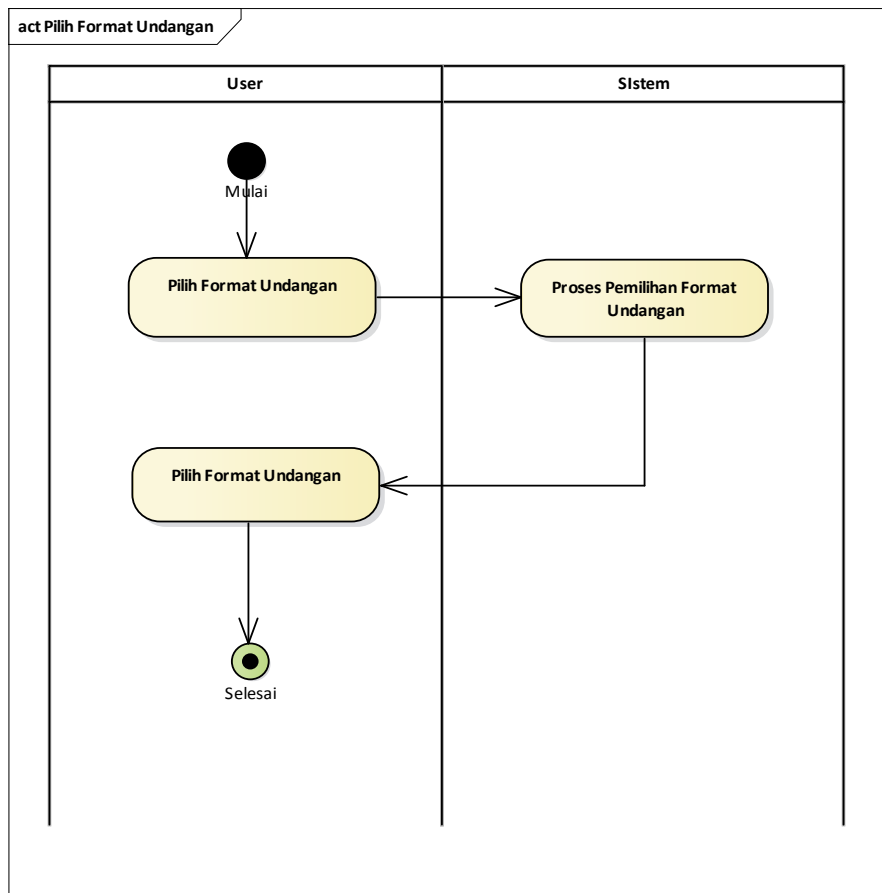 act Pilih Format Undangan
User
SIstem
Mulai
Pilih Format Undangan
Proses Pemilihan Format
Undangan
Pilih Format Undangan
Selesai